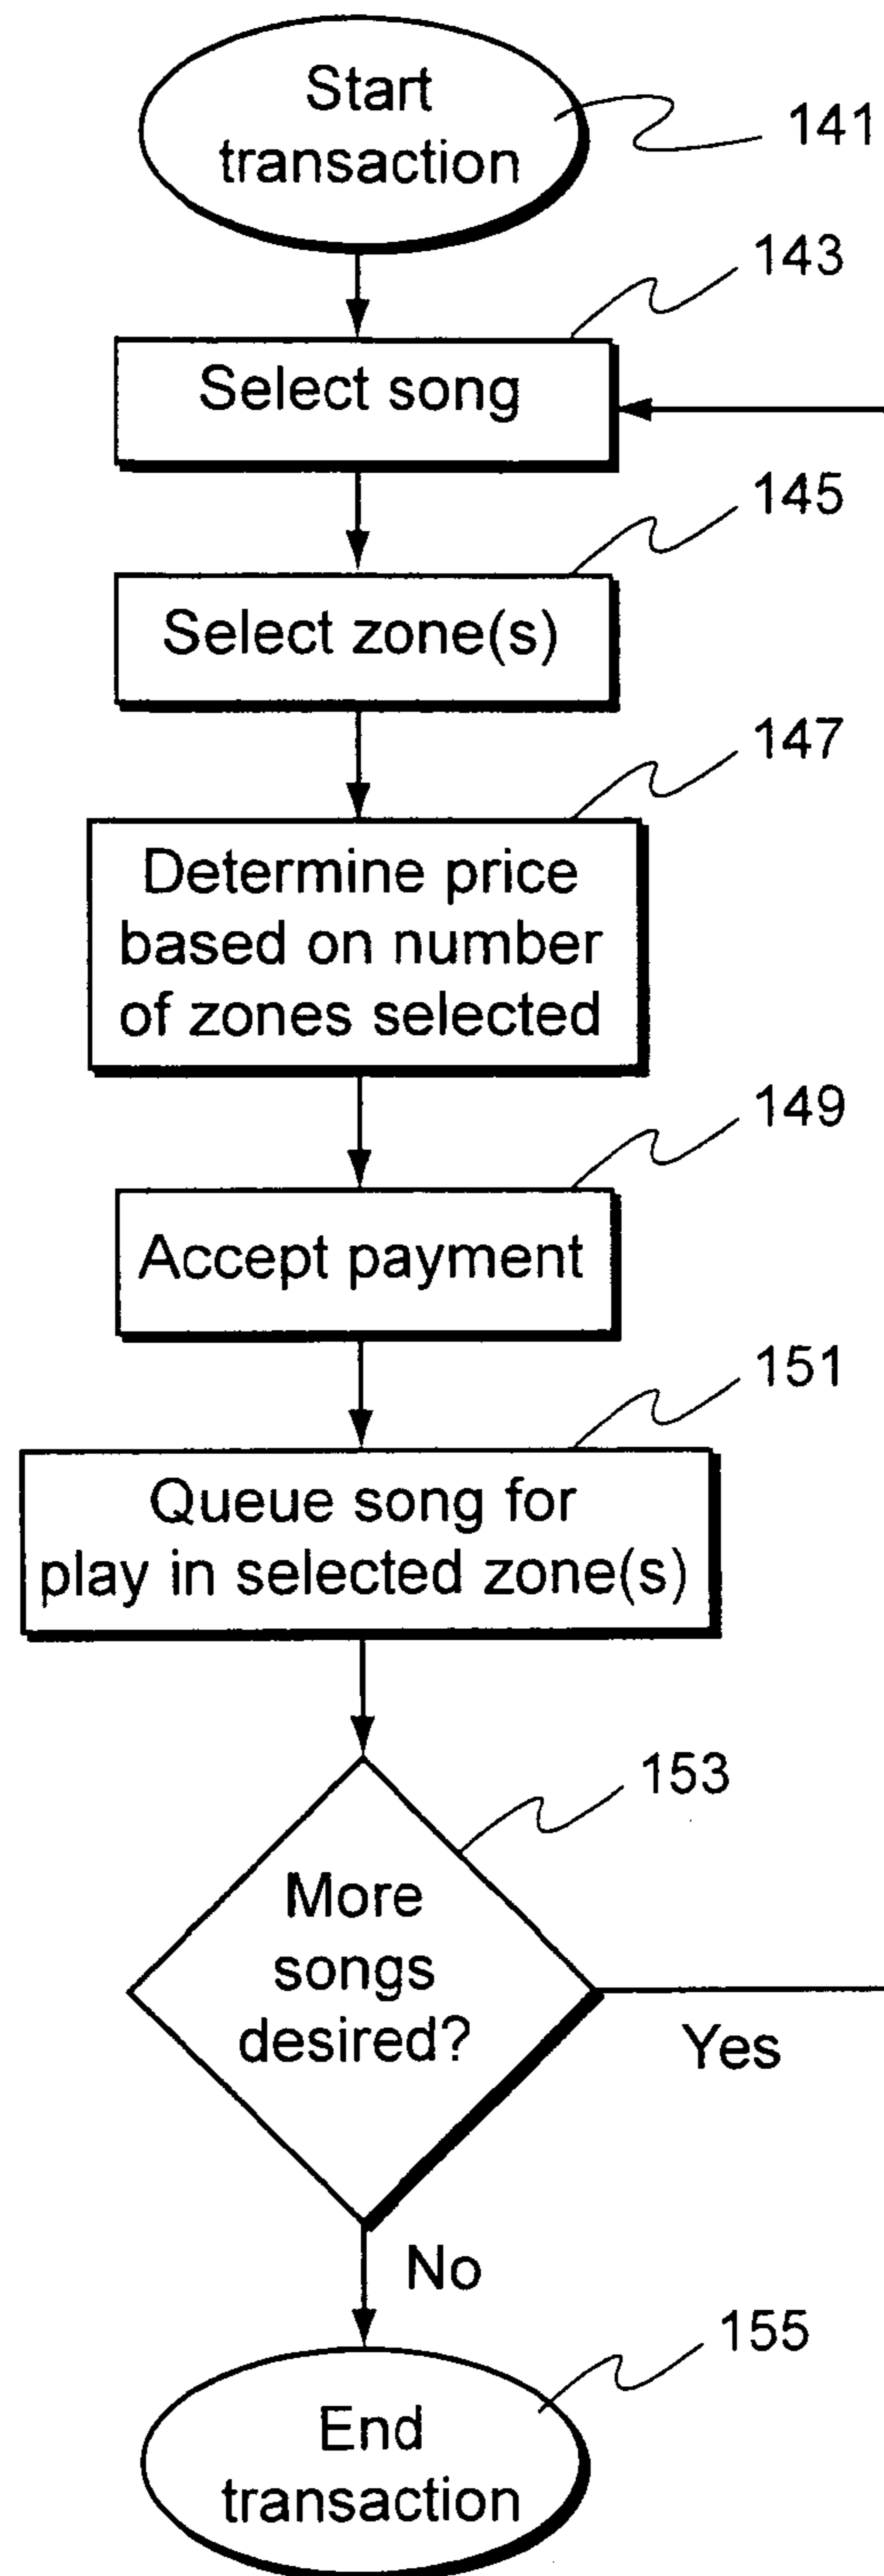 Start
transaction
141
143
Select song
145
Select zone(s)
147
Determine price
based on number
of zones selected
149
Accept payment
151
Queue song for
play in selected zone(s)
153
More
songs
desired?
Yes
No
155
End
transaction